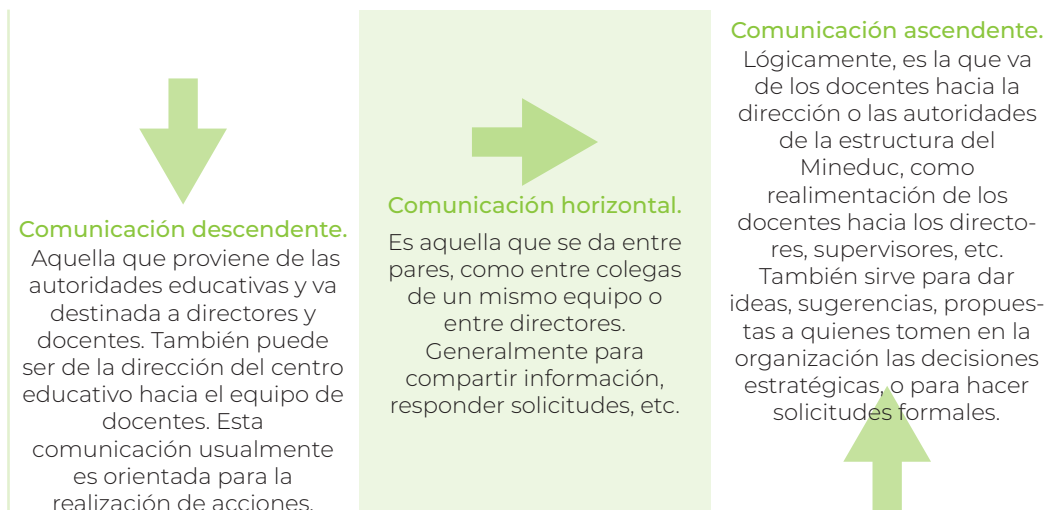 Comunicación descendente.
Aquella que proviene de las
autoridades educativas y va
destinada a directores y
docentes. También puede
ser de la dirección del centro
educativo hacia el equipo de
docentes. Esta
comunicación usualmente
es orientada para la
realización de acciones.
Comunicación horizontal.
Es aquella que se da entre
pares, como entre colegas
de un mismo equipo o
entre directores.
Generalmente para
compartir información,
responder solicitudes, etc.
Comunicación ascendente.
Lógicamente, es la que va
de los docentes hacia la
dirección o las autoridades
de la estructura del
Mineduc, como
realimentación de los
docentes hacia los directo-
res, supervisores, etc.
También sirve para dar
ideas, sugerencias, propues-
tas a quienes tomen en la
organización las decisiones
estratégicas, o para hacer
solicitudes formales.